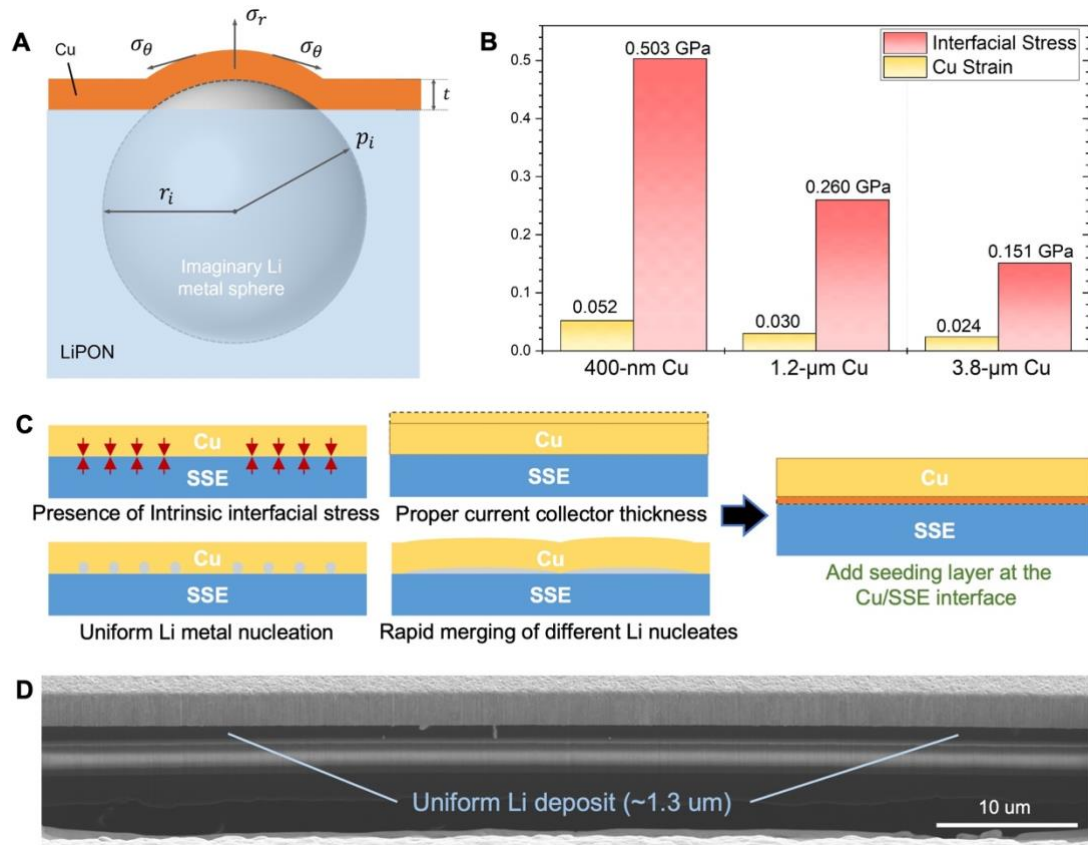 A
Cu
σθ
σr
σθ
t
pi
ri
Imaginary Li
metal sphere
LiPON
B
Interfacial Stress
Cu Strain
0.5
0.4
0.3
0.2
0.1
0.0
0.052
0.503 GPa
0.030
0.260 GPa
0.024
0.151 GPa
400-nm Cu
1.2-μm Cu
3.8-μm Cu
C
Cu
SSE
Presence of Intrinsic interfacial stress
Cu
SSE
Proper current collector thickness
Cu
SSE
Uniform Li metal nucleation
Cu
SSE
Rapid merging of different Li nucleates
Cu
SSE
Add seeding layer at the
Cu/SSE interface
D
Uniform Li deposit (~1.3 um)
10 um